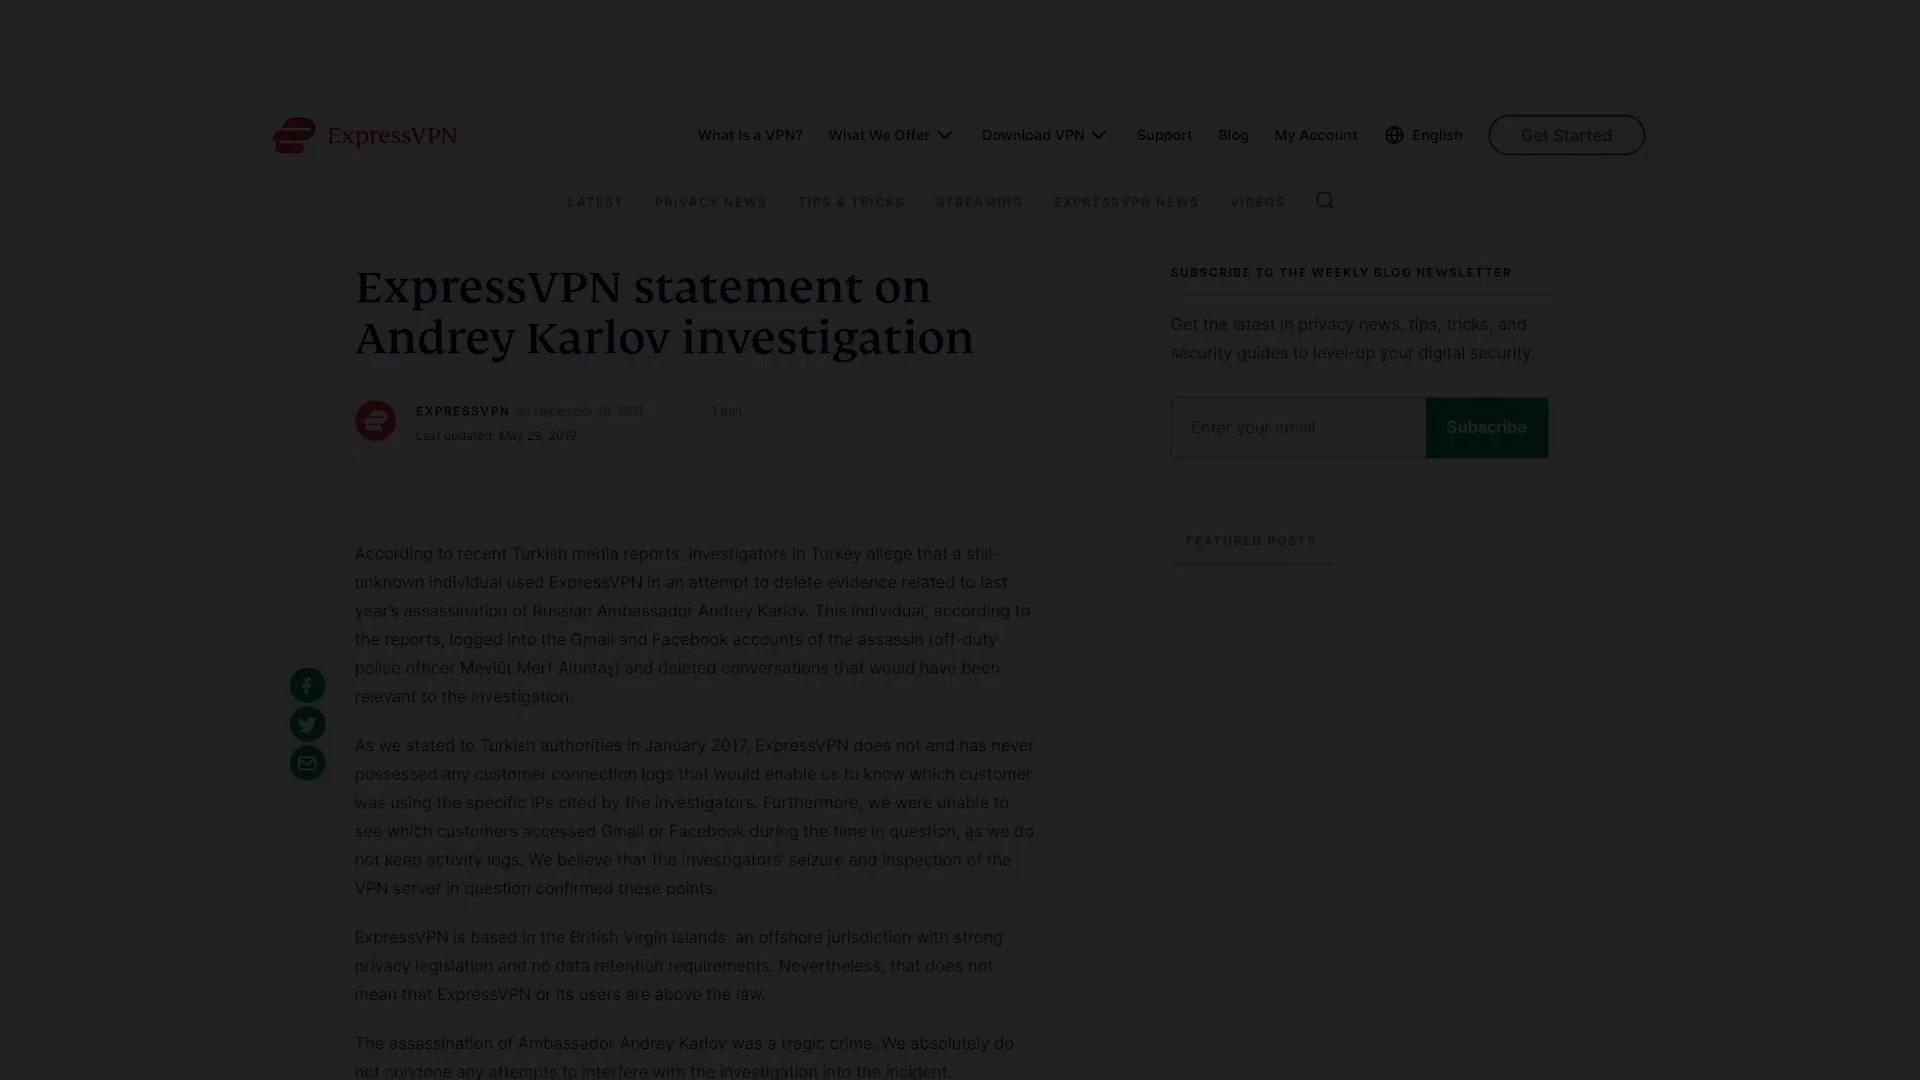 ExpressVPN
What Is a VPN? What We Offer Download VPN Support Blog My Account English Get Started
LATEST PRIVACY NEWS TIPS & TRICKS STREAMING EXPRESSVPN NEWS VIDEOS
ExpressVPN statement on
Andrey Karlov investigation
EXPRESSVPN on December 19, 2017 1 min
Last updated: May 29, 2019
According to recent Turkish media reports, investigators in Turkey allege that a still-
unknown individual used ExpressVPN in an attempt to delete evidence related to last
year's assassination of Russian Ambassador Andrey Karlov. This individual, according to
the reports, logged into the Gmail and Facebook accounts of the assassin (off-duty
police officer Mevlüt Mert Altıntaş) and deleted conversations that would have been
relevant to the investigation.
As we stated to Turkish authorities in January 2017, ExpressVPN does not and has never
possessed any customer connection logs that would enable us to know which customer
was using the specific IPs cited by the investigators. Furthermore, we were unable to
see which customers accessed Gmail or Facebook during the time in question, as we do
not keep activity logs. We believe that the investigators' seizure and inspection of the
VPN server in question confirmed these points.
ExpressVPN is based in the British Virgin Islands, an offshore jurisdiction with strong
privacy legislation and no data retention requirements. Nevertheless, that does not
mean that ExpressVPN or its users are above the law.
The assassination of Ambassador Andrey Karlov was a tragic crime. We absolutely do
not condone any attempts to interfere with the investigation into the incident.
SUBSCRIBE TO THE WEEKLY BLOG NEWSLETTER
Get the latest in privacy news, tips, tricks, and
security guides to level-up your digital security.
Enter your email Subscribe
FEATURED POSTS